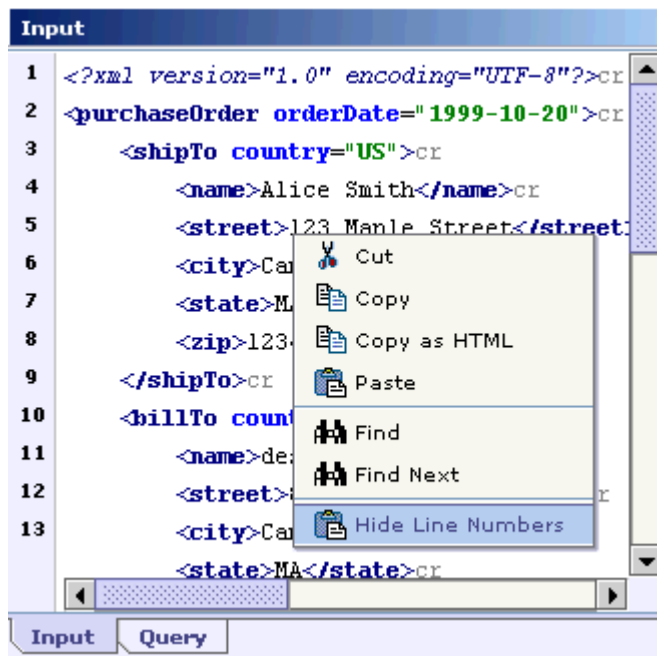 Input
1 <?xml version="1.0" encoding="UTF-8"?>cr
2 <purchaseOrder orderDate="1999-10-20">cr
3 <shipTo country="US">cr
4 <name>Alice Smith</name>cr
5 <street>123 Maple Street</street
6 <city>
7 <state>
8 <zip>123
9 </shipTo>cr
10 <billTo
11 <name>
12 <street> r
13 <city>
<state>MA</state>cr
Cut
Copy
Copy as HTML
Paste
Find
Find Next
Hide Line Numbers
Input Query